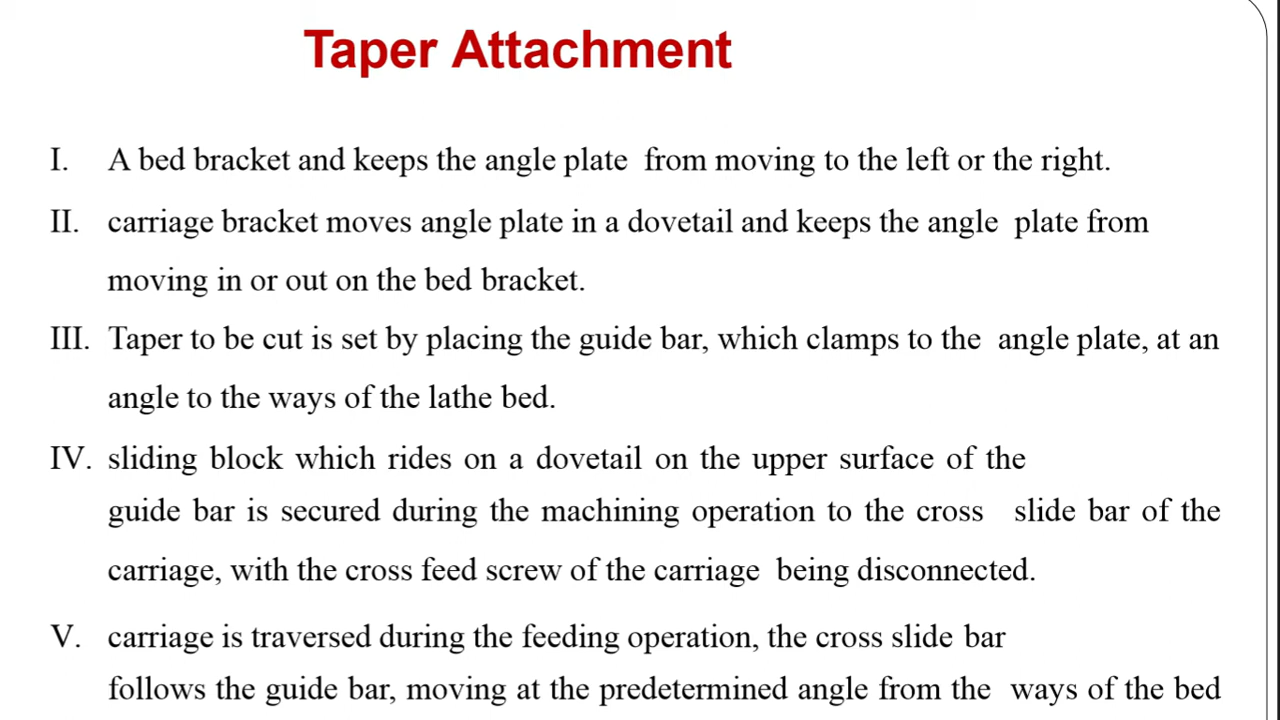 Taper Attachment
I. A bed bracket and keeps the angle plate from moving to the left or the right.
II. carriage bracket moves angle plate in a dovetail and keeps the angle plate from
moving in or out on the bed bracket.
III. Taper to be cut is set by placing the guide bar, which clamps to the angle plate, at an
angle to the ways of the lathe bed.
IV. sliding block which rides on a dovetail on the upper surface of the
guide bar is secured during the machining operation to the cross slide bar of the
carriage, with the cross feed screw of the carriage being disconnected.
V. carriage is traversed during the feeding operation, the cross slide bar
follows the guide bar, moving at the predetermined angle from the ways of the bed